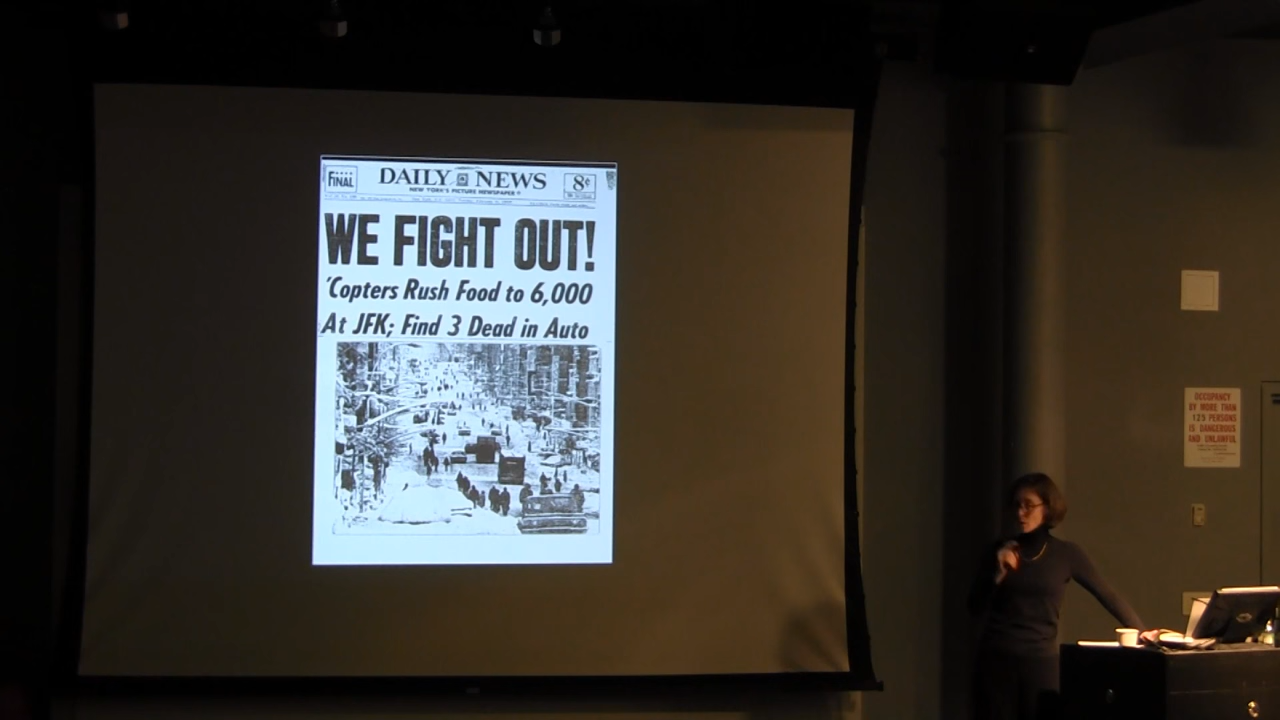 FINAL
DAILY NEWS
8¢
NEW YORK'S PICTURE NEWSPAPER
WE FIGHT OUT!
'Copters Rush Food to 6,000
At JFK; Find 3 Dead in Auto
OCCUPANCY
BY MORE THAN
125 PERSONS
IS DANGEROUS
AND UNLAWFUL